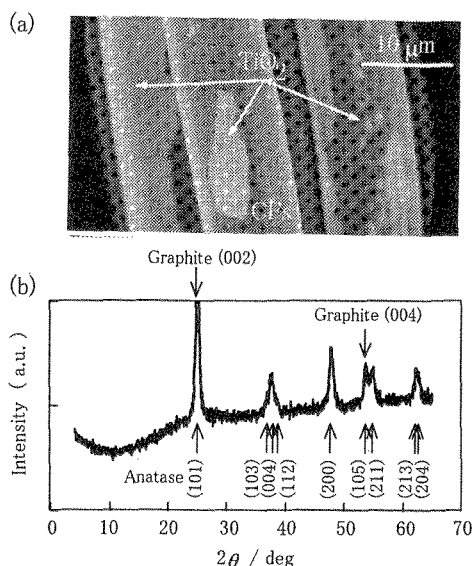 (a)
10 μm
TiO2
CFs
(b)
Graphite (002)
Graphite (004)
Intensity ( a.u. )
Anatase
(101)
(103)
(004)
(112)
(200)
(105)
(211)
(213)
(204)
0 10 20 30 40 50 60 70
2θ / deg